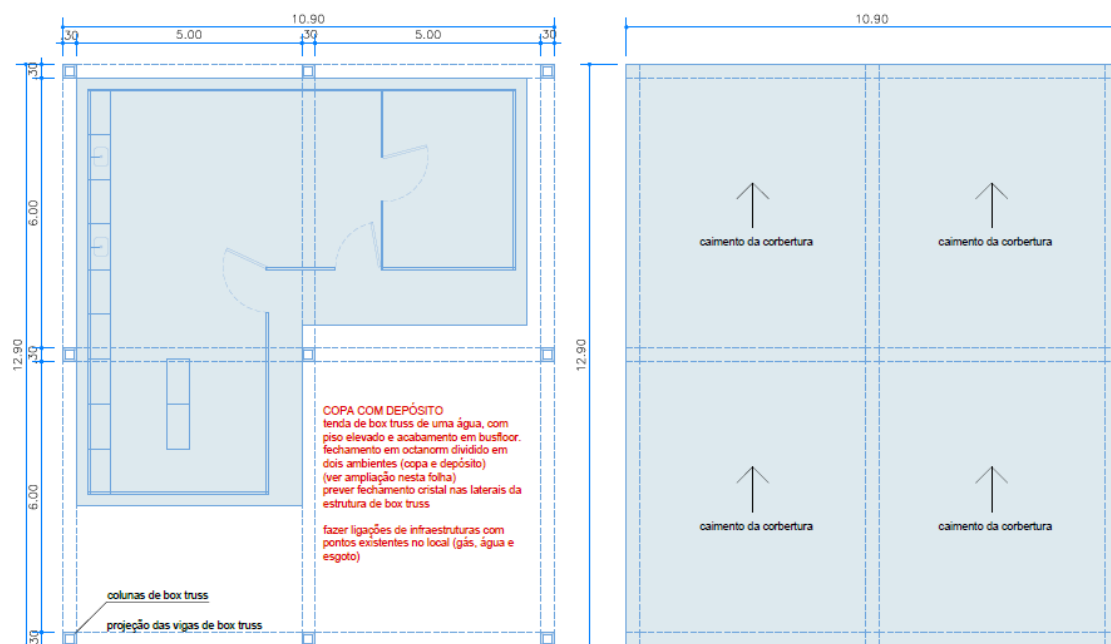 10.90
10.90
.30
5.00
.30
5.00
.30
.30
6.00
.30
12.90
6.00
.30
12.90
caimento da corbertura
caimento da corbertura
COPA COM DEPÓSITO
tenda de box truss de uma água, com
piso elevado e acabamento em busfloor.
fechamento em octanorm dividido em
dois ambientes (copa e depósito)
(ver ampliação nesta folha)
prever fechamento cristal nas laterais da
estrutura de box truss
fazer ligações de infraestruturas com
pontos existentes no local (gás, água e
esgoto)
caimento da corbertura
caimento da corbertura
colunas de box truss
projeção das vigas de box truss